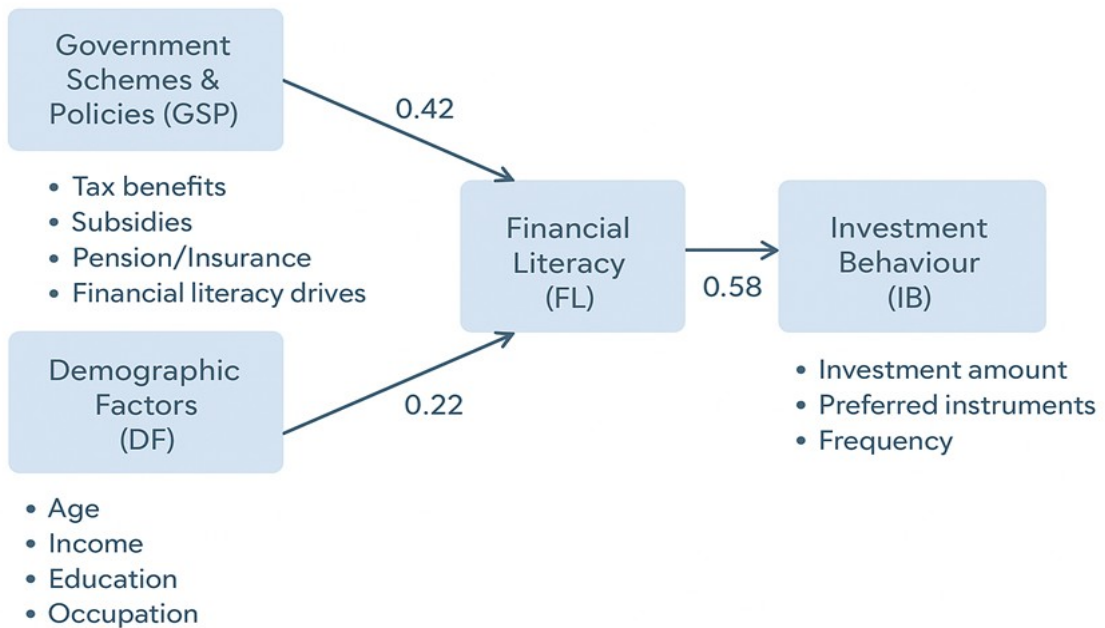 Government
Schemes &
Policies (GSP)
0.42
• Tax benefits
• Subsidies
• Pension/Insurance
• Financial literacy drives
Financial
Literacy
(FL)
0.58
Investment
Behaviour
(IB)
• Investment amount
• Preferred instruments
• Frequency
Demographic
Factors
(DF)
0.22
• Age
• Income
• Education
• Occupation